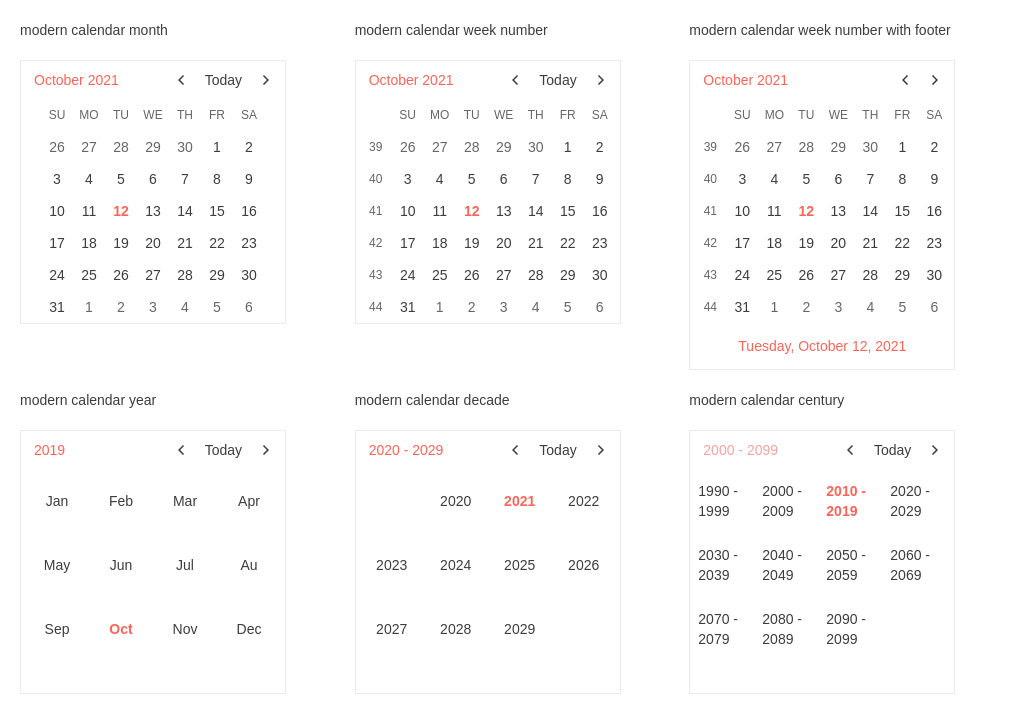 modern calendar month
October 2021 Today
SU MO TU WE TH FR SA
26 27 28 29 30 1 2
3 4 5 6 7 8 9
10 11 12 13 14 15 16
17 18 19 20 21 22 23
24 25 26 27 28 29 30
31 1 2 3 4 5 6
modern calendar week number
October 2021 Today
SU MO TU WE TH FR SA
39 26 27 28 29 30 1 2
40 3 4 5 6 7 8 9
41 10 11 12 13 14 15 16
42 17 18 19 20 21 22 23
43 24 25 26 27 28 29 30
44 31 1 2 3 4 5 6
modern calendar week number with footer
October 2021
SU MO TU WE TH FR SA
39 26 27 28 29 30 1 2
40 3 4 5 6 7 8 9
41 10 11 12 13 14 15 16
42 17 18 19 20 21 22 23
43 24 25 26 27 28 29 30
44 31 1 2 3 4 5 6
Tuesday, October 12, 2021
modern calendar year
2019 Today
Jan Feb Mar Apr
May Jun Jul Au
Sep Oct Nov Dec
modern calendar decade
2020 - 2029 Today
2020 2021 2022
2023 2024 2025 2026
2027 2028 2029
modern calendar century
2000 - 2099 Today
1990 - 2000 - 2010 - 2020 -
1999 2009 2019 2029
2030 - 2040 - 2050 - 2060 -
2039 2049 2059 2069
2070 - 2080 - 2090 -
2079 2089 2099